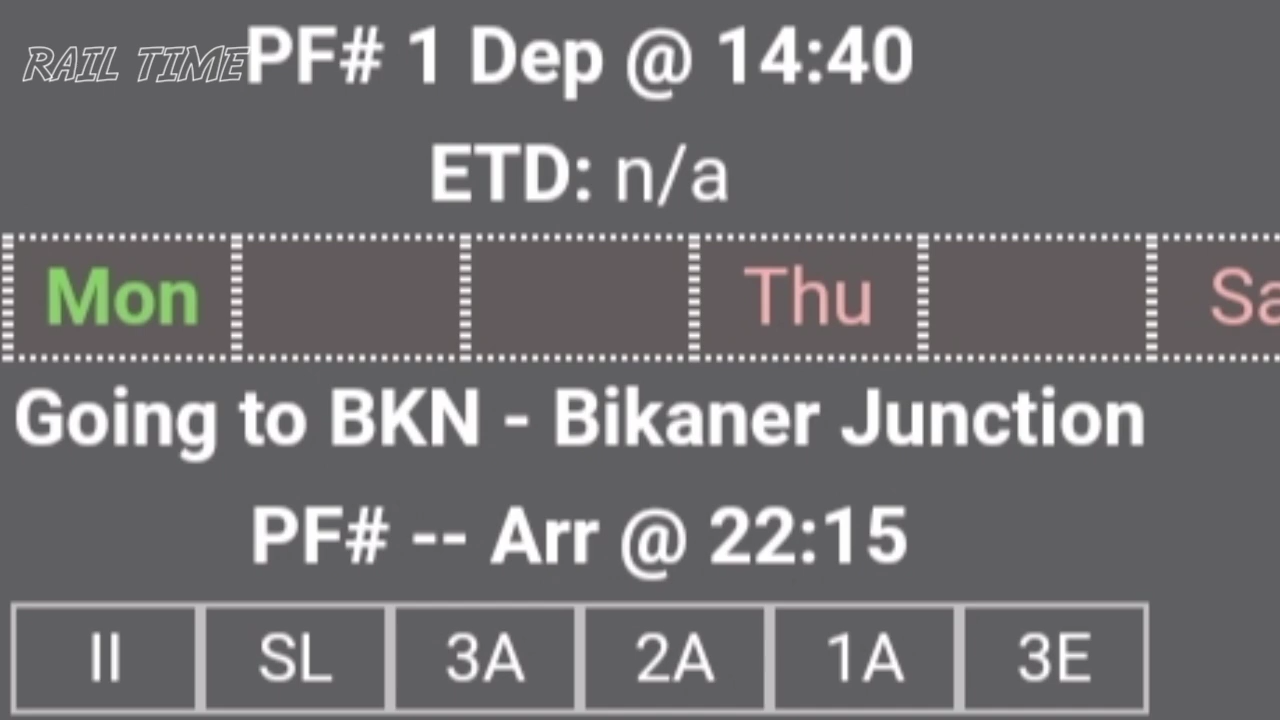 RAIL TIME
PF# 1 Dep @ 14:40
ETD: n/a
Mon Thu Sa
Going to BKN - Bikaner Junction
PF# -- Arr @ 22:15
II SL 3A 2A 1A 3E